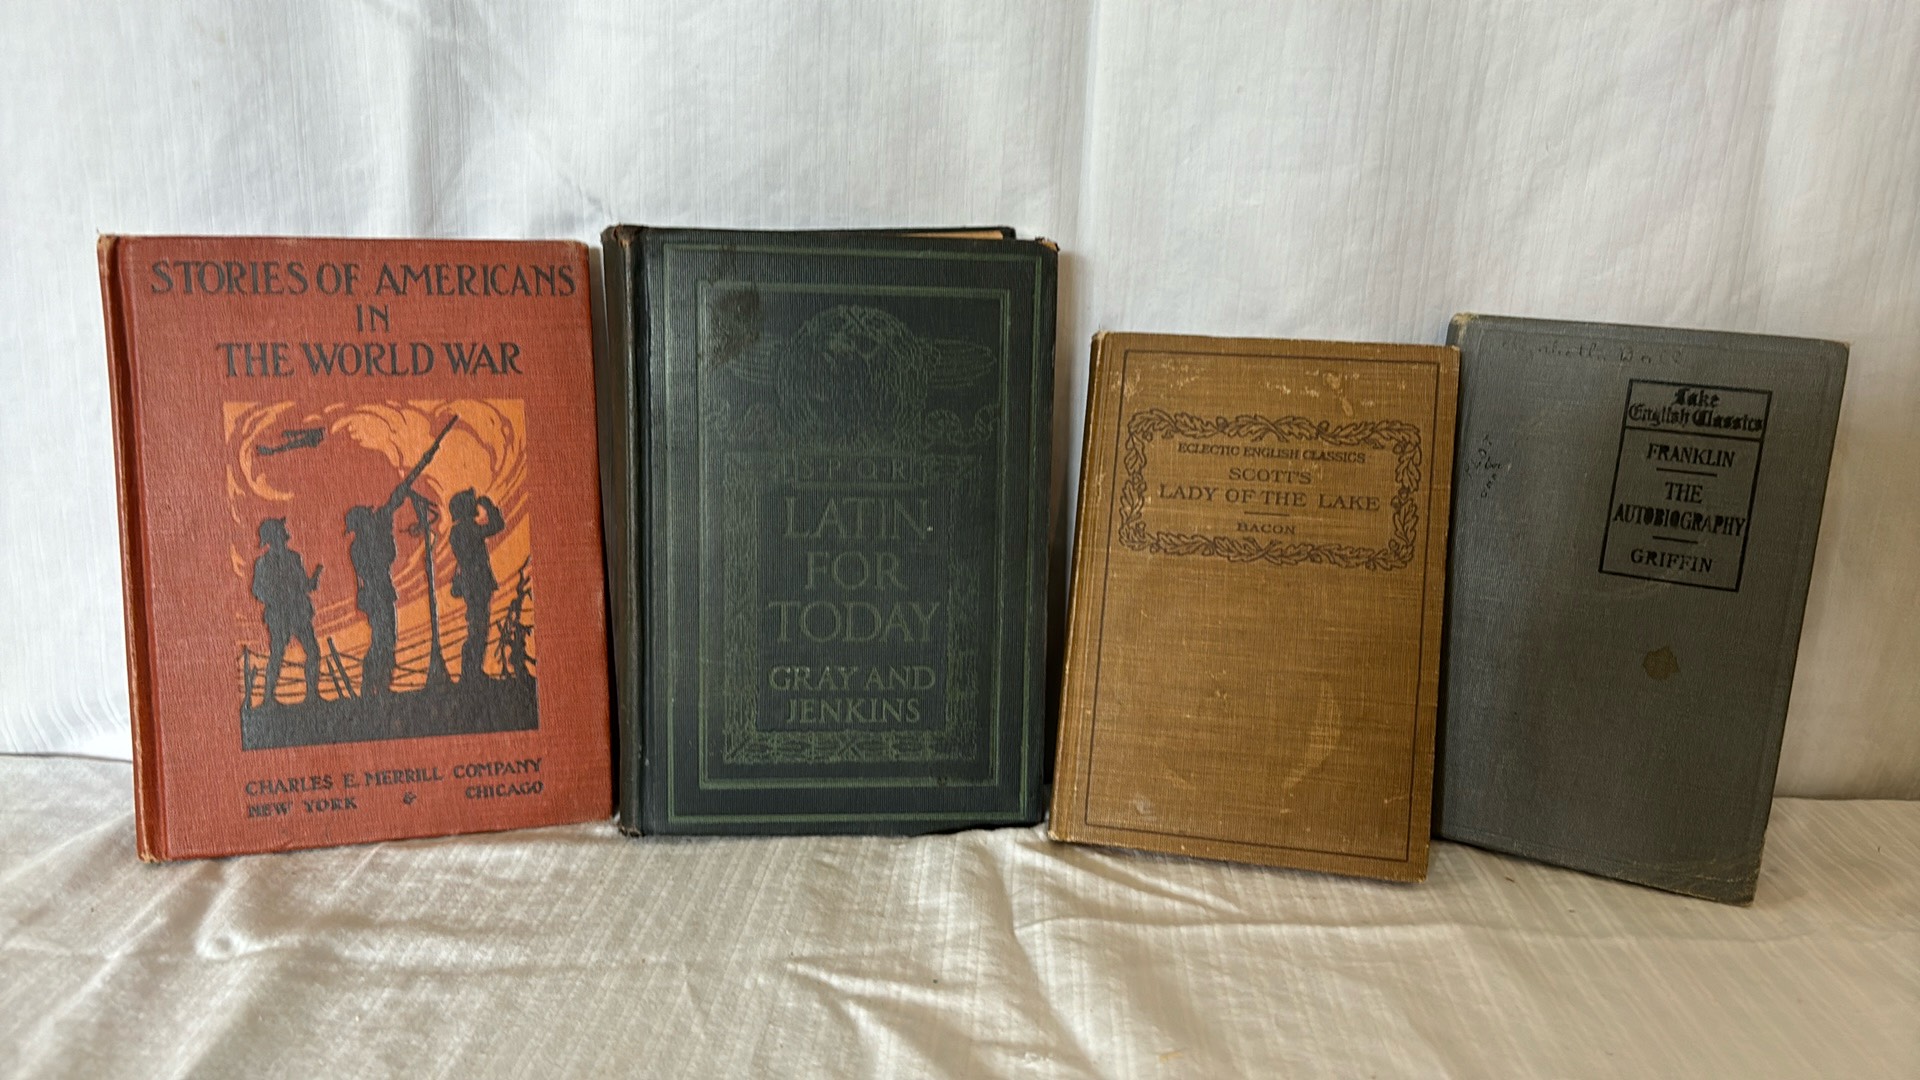 STORIES OF AMERICANS
IN
THE WORLD WAR
CHARLES E. MERRILL COMPANY
NEW YORK & CHICAGO
SPQR
LATIN
FOR
TODAY
GRAY AND
JENKINS
ECLECTIC ENGLISH CLASSICS
SCOTT'S
LADY OF THE LAKE
BACON
Lake
English Classics
FRANKLIN
THE
AUTOBIOGRAPHY
GRIFFIN